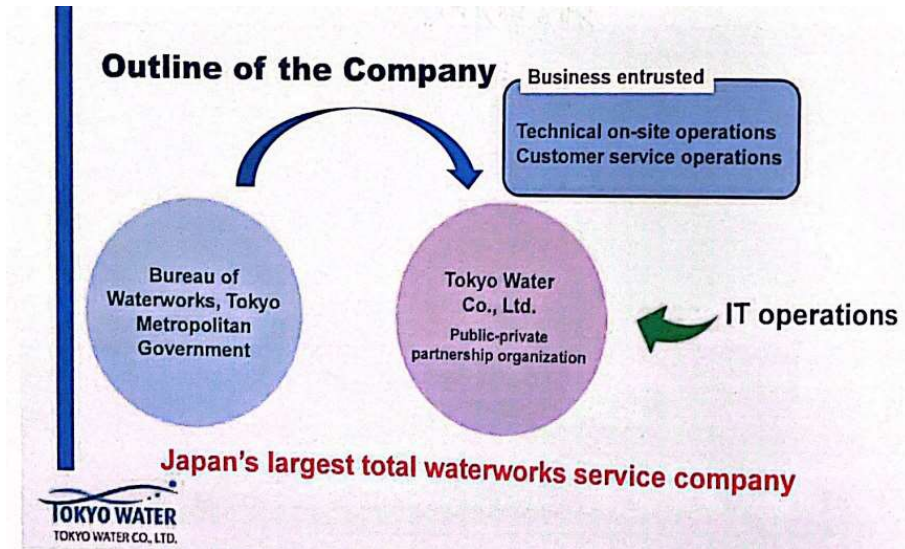 Outline of the Company
Business entrusted
Technical on-site operations
Customer service operations
Bureau of
Waterworks, Tokyo
Metropolitan
Government
Tokyo Water
Co., Ltd.
Public-private
partnership organization
IT operations
Japan's largest total waterworks service company
TOKYO WATER
TOKYO WATER CO., LTD.